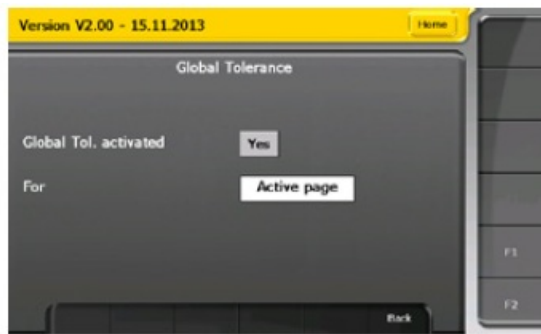 Version V2.00 - 15.11.2013 Home
Global Tolerance
Global Tol. activated Yes
For Active page
F1
F2
Back